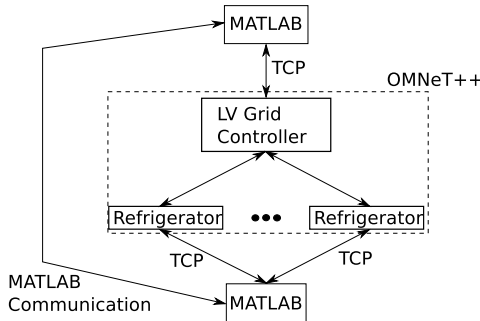 MATLAB
TCP
OMNeT++
LV Grid
Controller
Refrigerator
Refrigerator
TCP
TCP
MATLAB
Communication
MATLAB